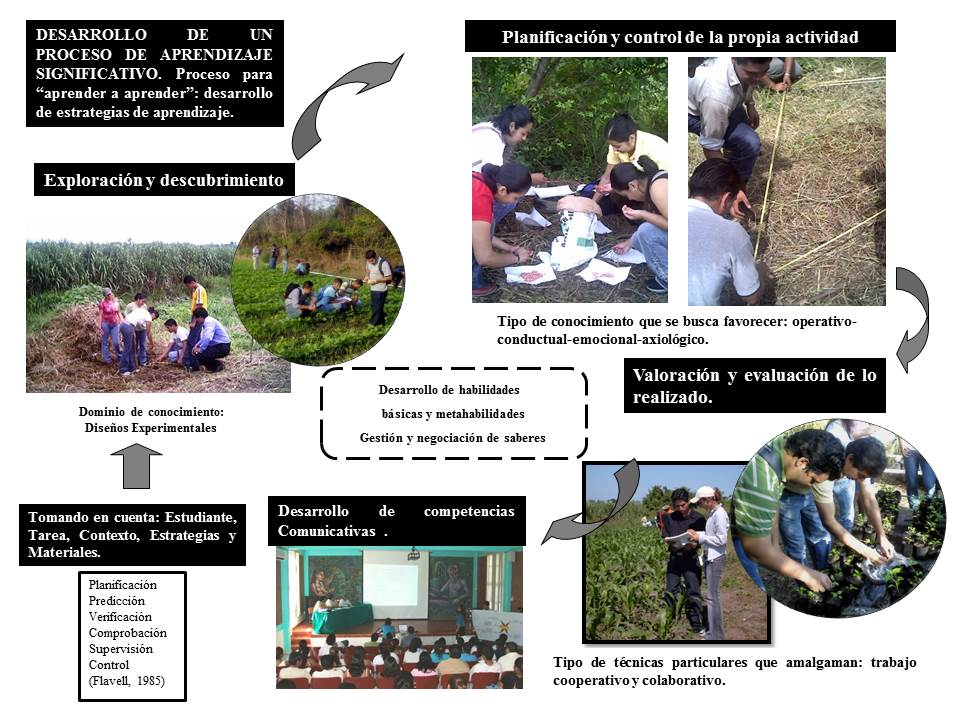 DESARROLLO DE UN
PROCESO DE APRENDIZAJE
SIGNIFICATIVO. Proceso para
“aprender a aprender”: desarrollo
de estrategias de aprendizaje.
Planificación y control de la propia actividad
Exploración y descubrimiento
Tipo de conocimiento que se busca favorecer: operativo-
conductual-emocional-axiológico.
Valoración y evaluación de lo
realizado.
Desarrollo de habilidades
básicas y metahabilidades
Gestión y negociación de saberes
Dominio de conocimiento:
Diseños Experimentales
Tomando en cuenta: Estudiante,
Tarea, Contexto, Estrategias y
Materiales.
Desarrollo de competencias
Comunicativas .
Planificación
Predicción
Verificación
Comprobación
Supervisión
Control
(Flavell, 1985)
Tipo de técnicas particulares que amalgaman: trabajo
cooperativo y colaborativo.